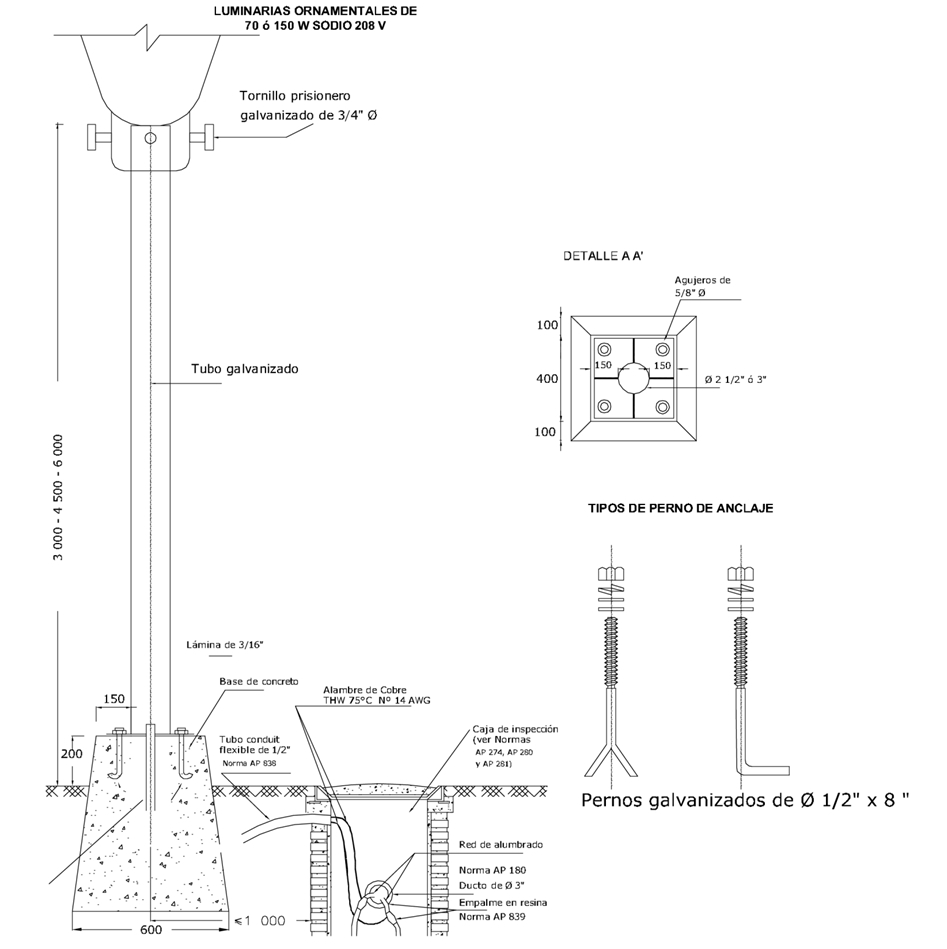 LUMINARIAS ORNAMENTALES DE
70 ó 150 W SODIO 208 V
Tornillo prisionero
galvanizado de 3/4" Ø
DETALLE A A'
Agujeros de
5/8" Ø
100
150
150
400
Ø 2 1/2" ó 3"
100
Tubo galvanizado
3 000 - 4 500 - 6 000
TIPOS DE PERNO DE ANCLAJE
Pernos galvanizados de Ø 1/2" x 8 "
Lámina de 3/16"
Base de concreto
150
200
Alambre de Cobre
THW 75°C Nº 14 AWG
Tubo conduit
flexible de 1/2"
Norma AP 838
Caja de inspección
(ver Normas
AP 274, AP 280
y AP 281)
Red de alumbrado
Norma AP 180
Ducto de Ø 3"
Empalme en resina
Norma AP 839
≤1 000
600